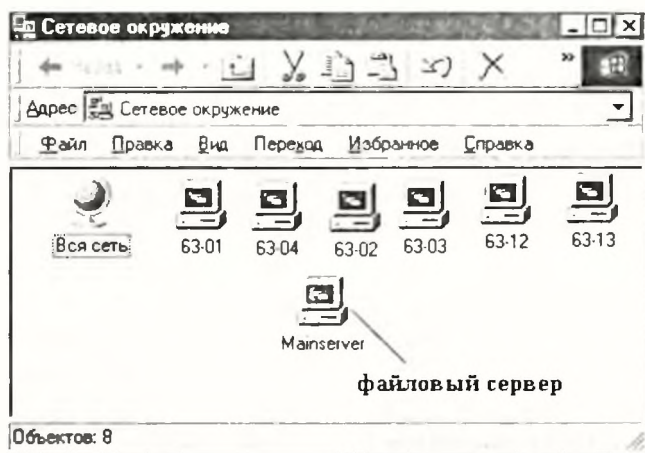 Сетевое окружение
»
Адрес Сетевое окружение
Файл Правка Вид Переход Избранное Справка
Вся сеть 63-01 63-04 63-02 63-03 63-12 63-13
Mainserver
файловый сервер
Объектов: 8